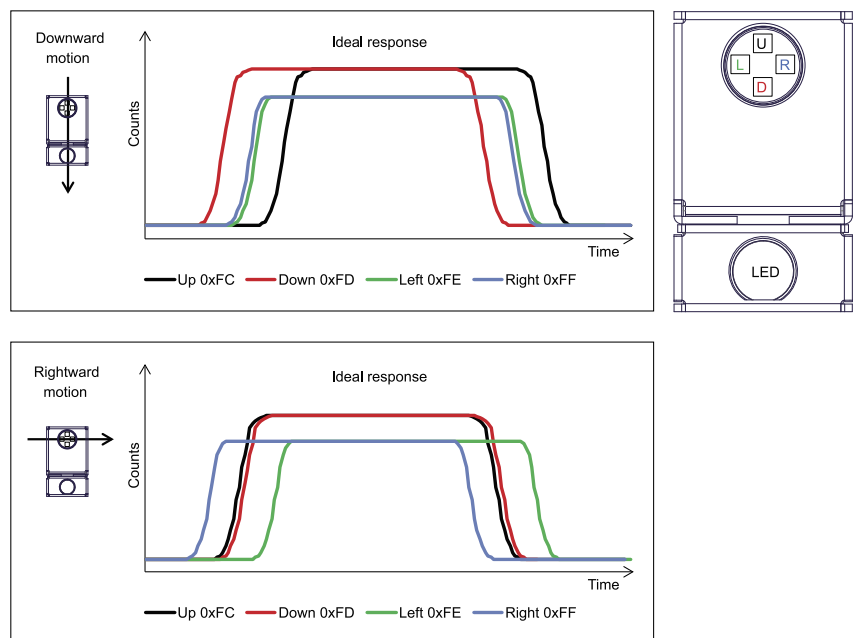 Downward
motion
Ideal response
Counts
Time
Up 0xFC Down 0xFD Left 0xFE Right 0xFF
U
L R
D
LED
Rightward
motion
Ideal response
Counts
Time
Up 0xFC Down 0xFD Left 0xFE Right 0xFF